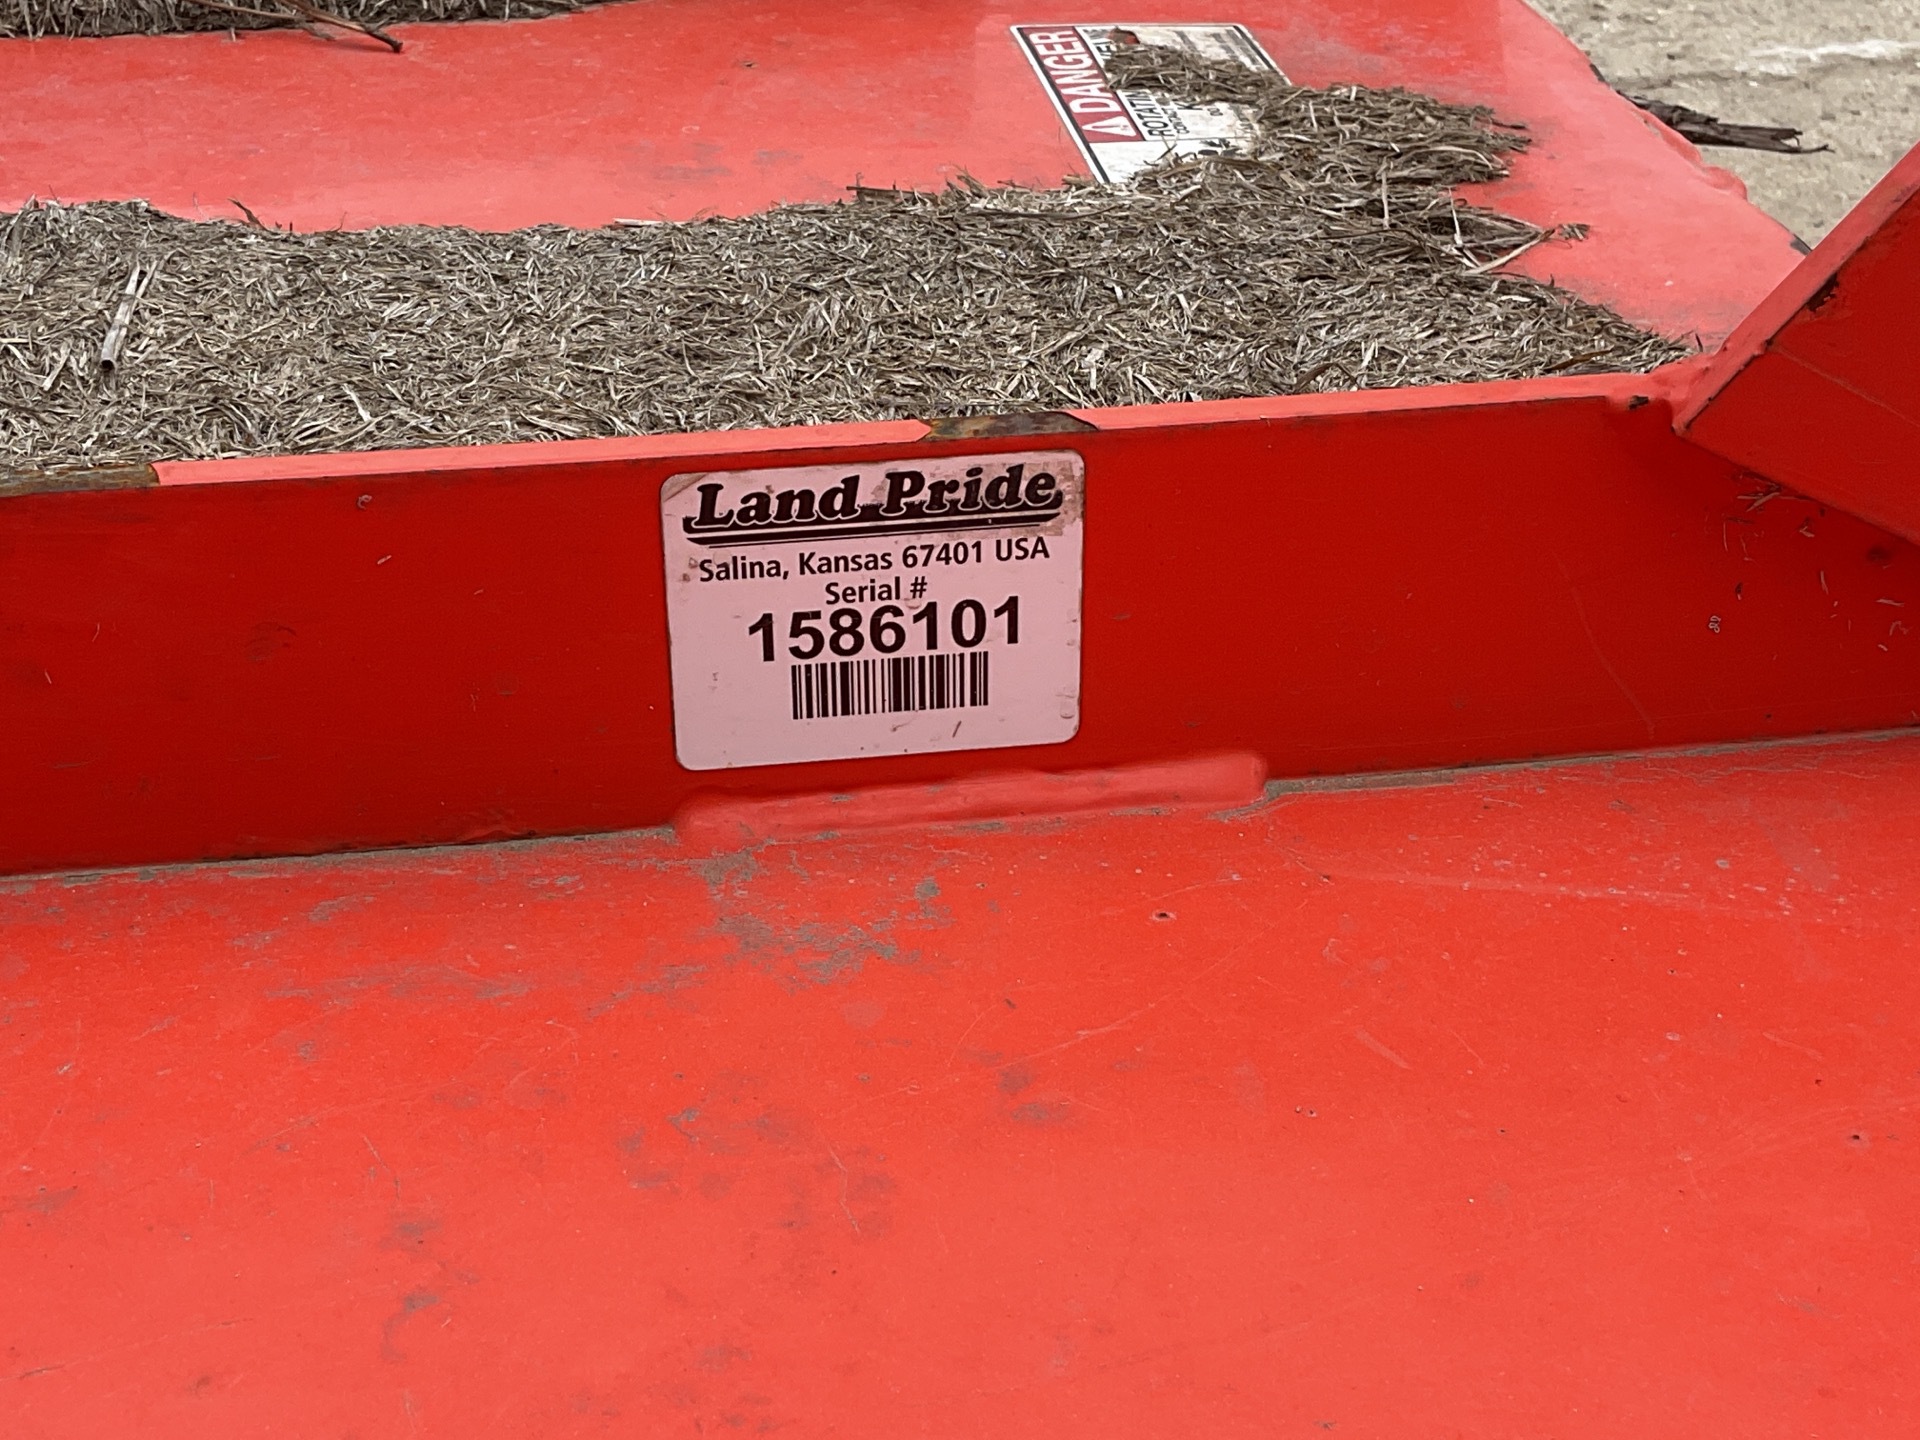 DANGER
Land Pride
Salina, Kansas 67401 USA
Serial #
1586101